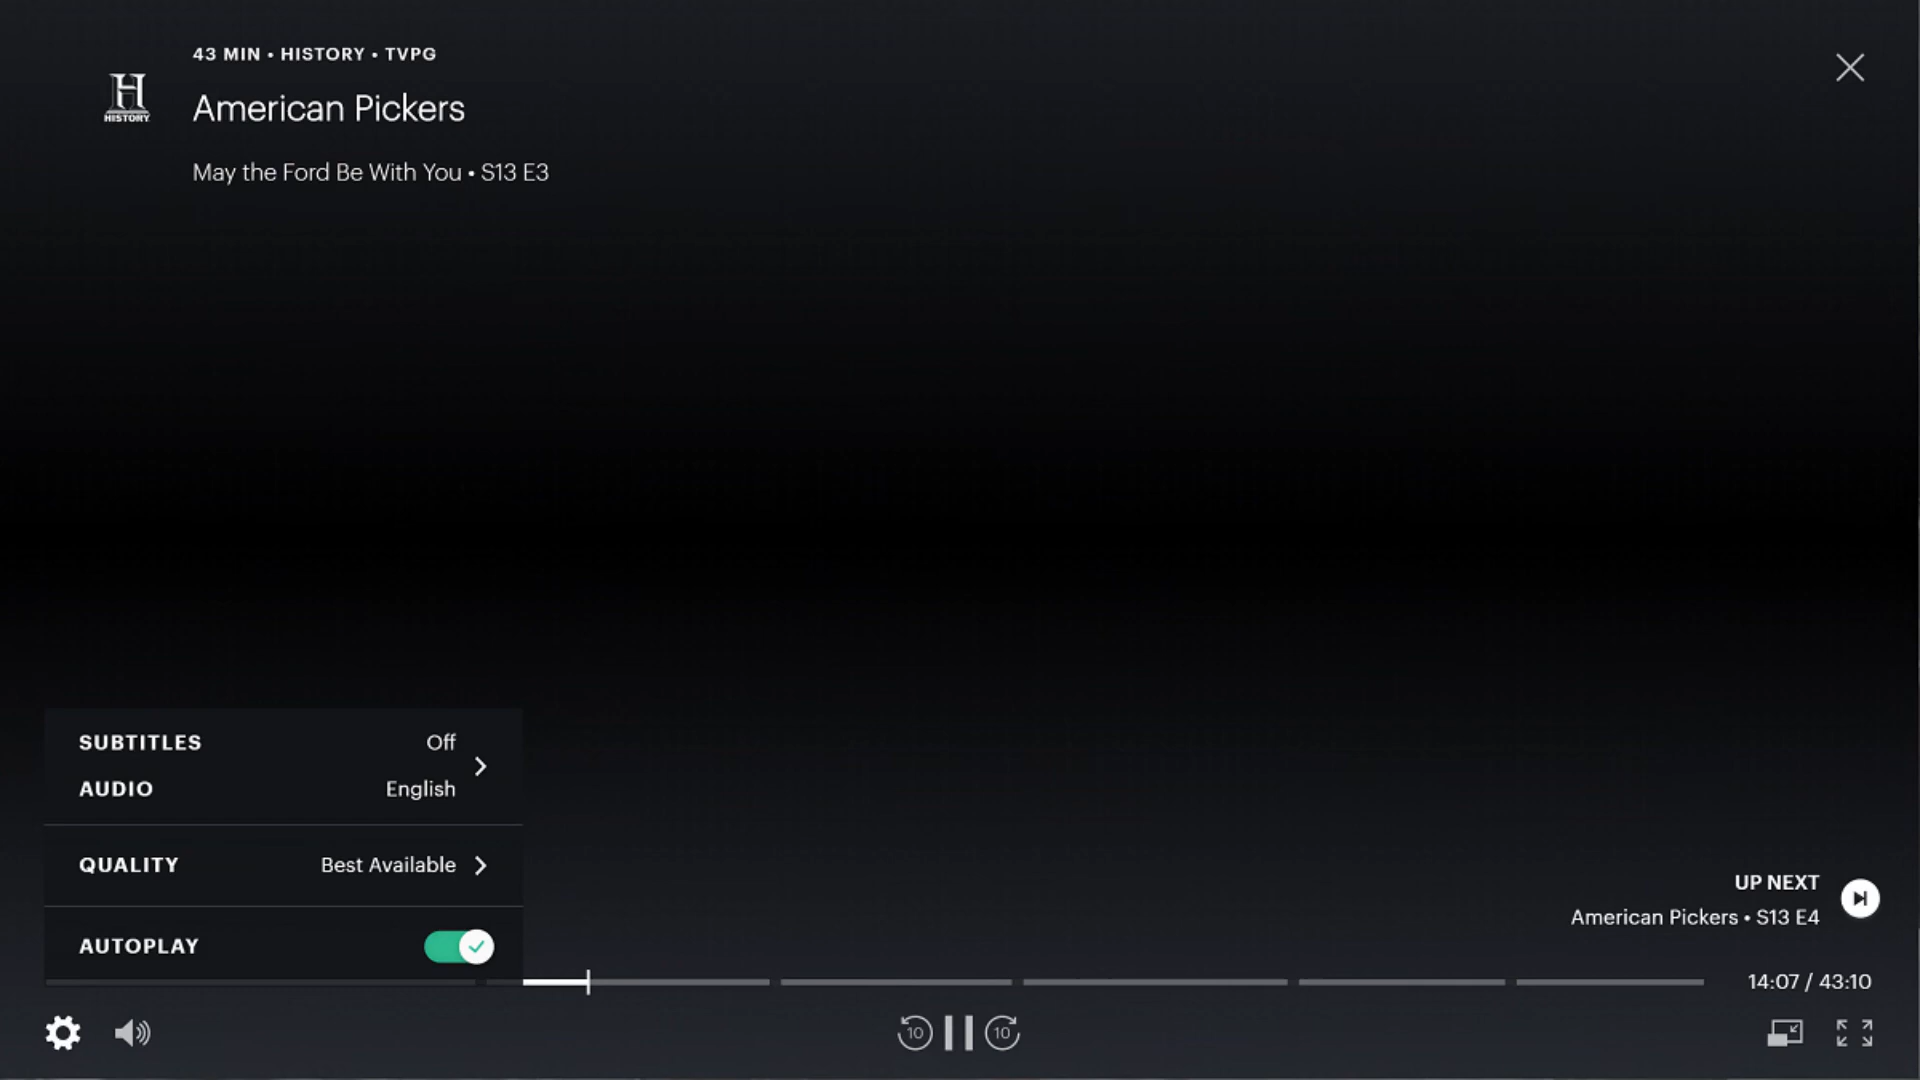 43 MIN • HISTORY • TVPG
H
HISTORY
American Pickers
May the Ford Be With You • S13 E3
SUBTITLES Off
AUDIO English
QUALITY Best Available
AUTOPLAY
UP NEXT
American Pickers • S13 E4
14:07 / 43:10
10 10